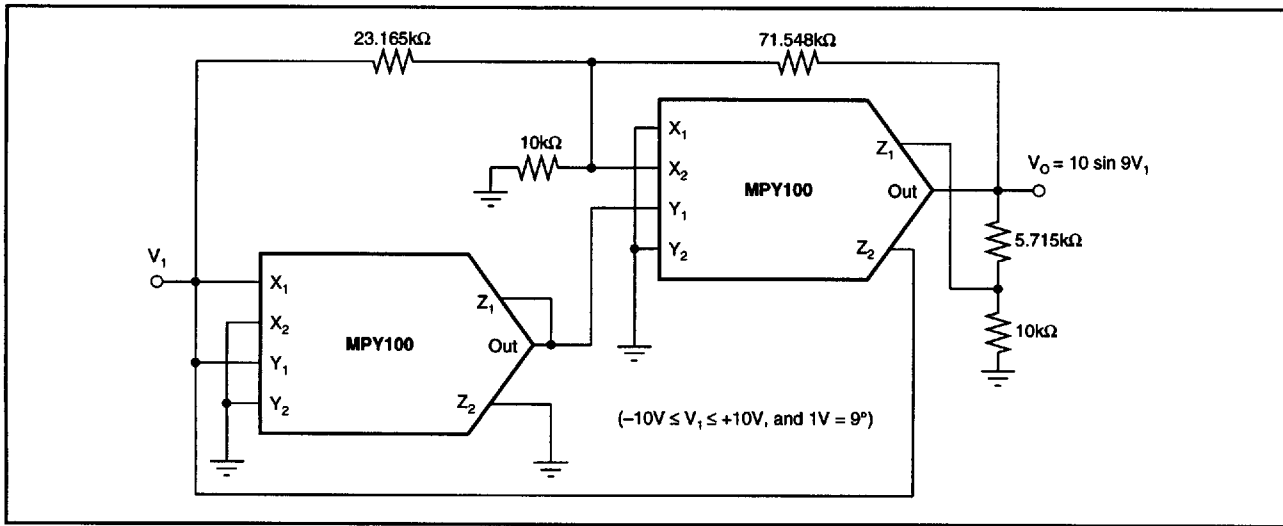 23.165kΩ
71.548kΩ
10kΩ
X₁
X₂
Y₁
Y₂
MPY100
Z₁
Out
Z₂
V_O = 10 sin 9V₁
5.715kΩ
10kΩ
V₁
X₁
X₂
Y₁
Y₂
MPY100
Z₁
Out
Z₂
(–10V ≤ V₁ ≤ +10V, and 1V = 9°)